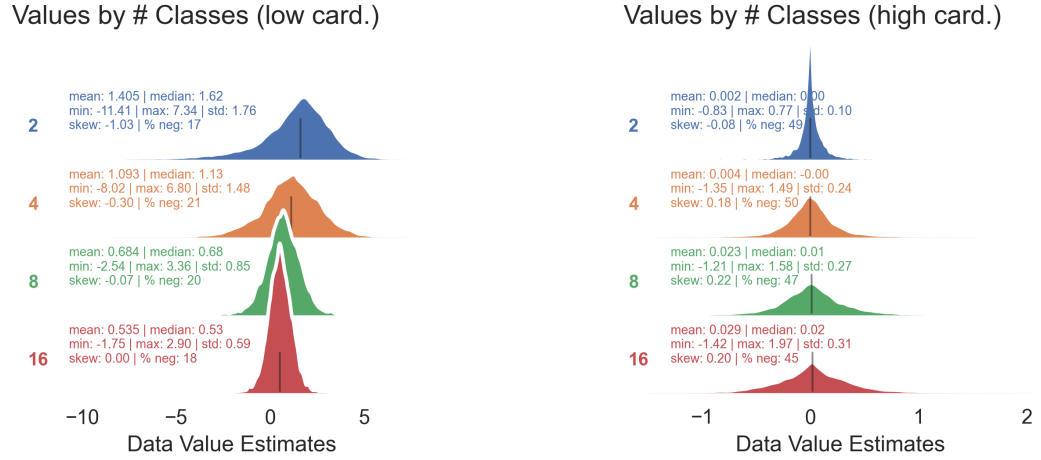 Values by # Classes (low card.)
mean: 1.405 | median: 1.62
min: -11.41 | max: 7.34 | std: 1.76
skew: -1.03 | % neg: 17
2
mean: 1.093 | median: 1.13
min: -8.02 | max: 6.80 | std: 1.48
skew: -0.30 | % neg: 21
4
mean: 0.684 | median: 0.68
min: -2.54 | max: 3.36 | std: 0.85
skew: -0.07 | % neg: 20
8
mean: 0.535 | median: 0.53
min: -1.75 | max: 2.90 | std: 0.59
skew: 0.00 | % neg: 18
16
−10 −5 0 5
Data Value Estimates
Values by # Classes (high card.)
mean: 0.002 | median: 0.00
min: -0.83 | max: 0.77 | std: 0.10
skew: -0.08 | % neg: 49
2
mean: 0.004 | median: -0.00
min: -1.35 | max: 1.49 | std: 0.24
skew: 0.18 | % neg: 50
4
mean: 0.023 | median: 0.01
min: -1.21 | max: 1.58 | std: 0.27
skew: 0.22 | % neg: 47
8
mean: 0.029 | median: 0.02
min: -1.42 | max: 1.97 | std: 0.31
skew: 0.20 | % neg: 45
16
−1 0 1 2
Data Value Estimates